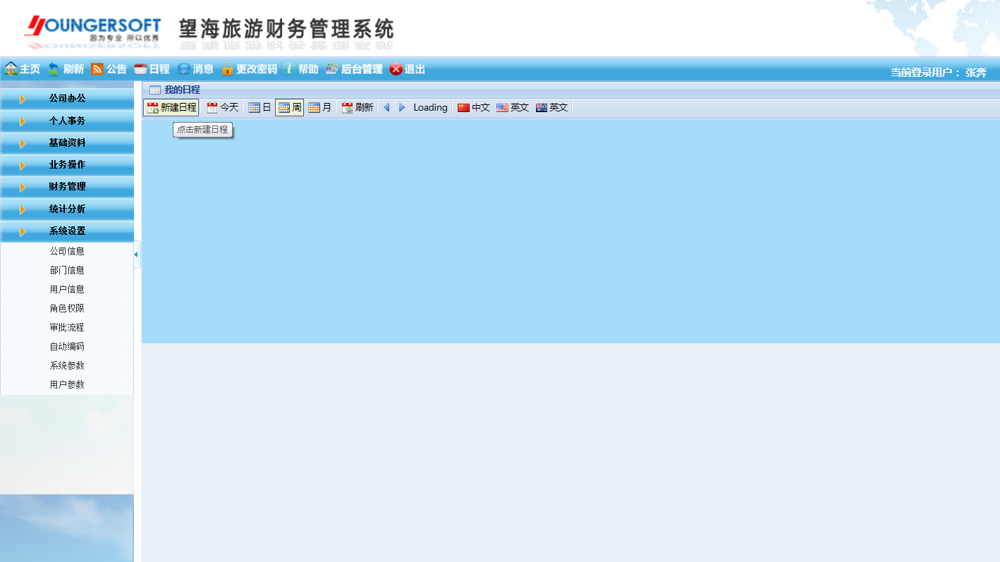 YOUNGERSOFT
因为专业 所以优秀
望海旅游财务管理系统
主页 刷新 公告 日程 消息 更改密码 帮助 后台管理 退出
当前登录用户： 张奔
公司办公
个人事务
基础资料
业务操作
财务管理
统计分析
系统设置
公司信息
部门信息
用户信息
角色权限
审批流程
自动编码
系统参数
用户参数
我的日程
新建日程 今天 日 周 月 刷新 Loading 中文 英文 英文
点击新建日程